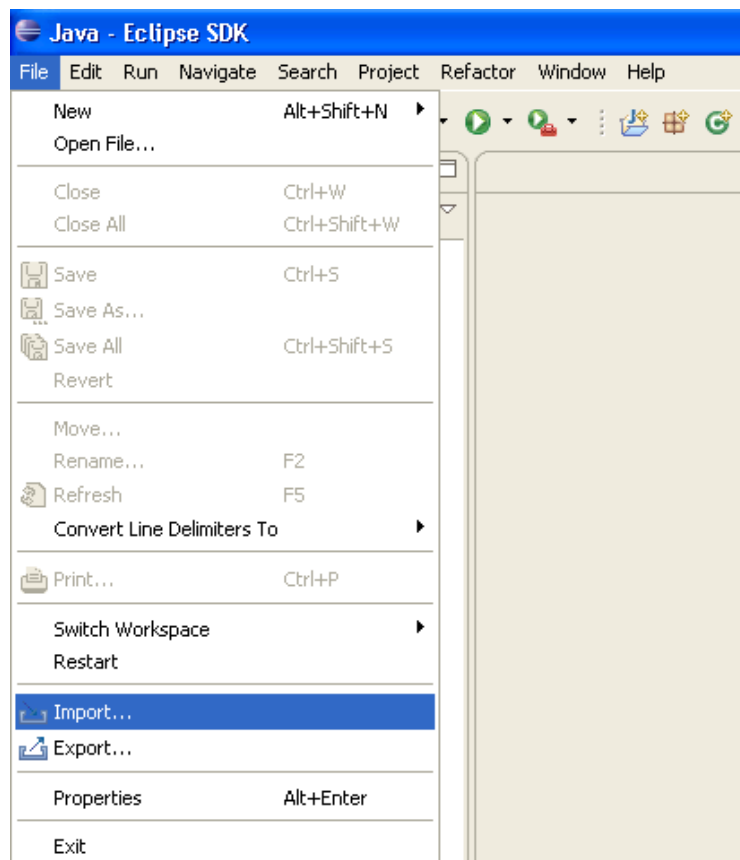 Java - Eclipse SDK
File Edit Run Navigate Search Project Refactor Window Help
New Alt+Shift+N
Open File...
Close Ctrl+W
Close All Ctrl+Shift+W
Save Ctrl+S
Save As...
Save All Ctrl+Shift+S
Revert
Move...
Rename... F2
Refresh F5
Convert Line Delimiters To
Print... Ctrl+P
Switch Workspace
Restart
Import...
Export...
Properties Alt+Enter
Exit